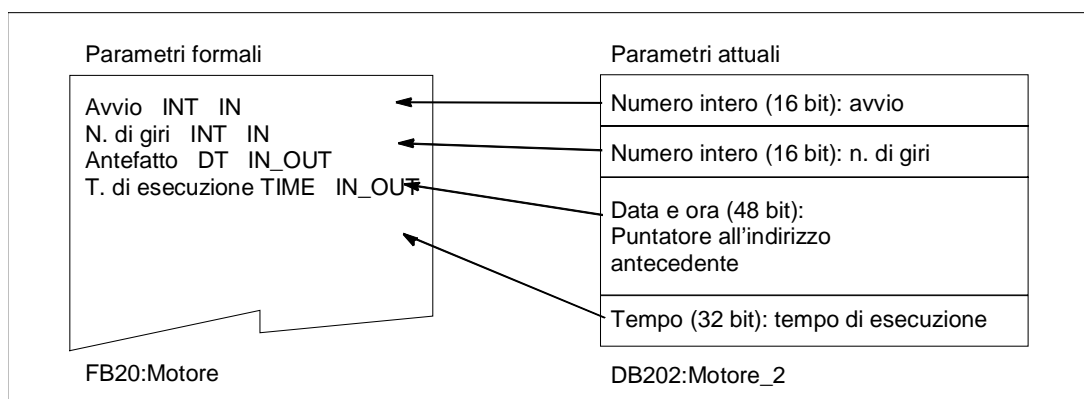 Parametri formali
Avvio INT IN
N. di giri INT IN
Antefatto DT IN_OUT
T. di esecuzione TIME IN_OUT
FB20:Motore
Parametri attuali
Numero intero (16 bit): avvio
Numero intero (16 bit): n. di giri
Data e ora (48 bit):
Puntatore all'indirizzo
antecedente
Tempo (32 bit): tempo di esecuzione
DB202:Motore_2